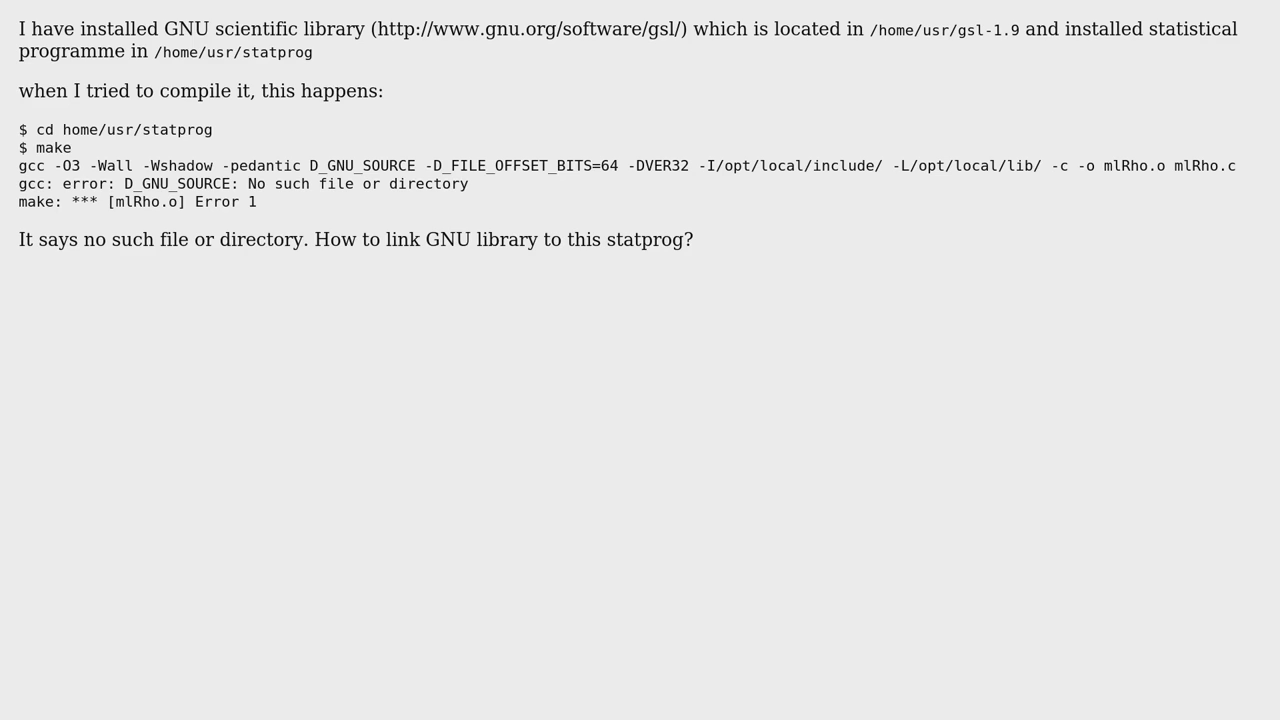 I have installed GNU scientific library (http://www.gnu.org/software/gsl/) which is located in /home/usr/gsl-1.9 and installed statistical
programme in /home/usr/statprog
when I tried to compile it, this happens:
$ cd home/usr/statprog
$ make
gcc -O3 -Wall -Wshadow -pedantic D_GNU_SOURCE -D_FILE_OFFSET_BITS=64 -DVER32 -I/opt/local/include/ -L/opt/local/lib/ -c -o mlRho.o mlRho.c
gcc: error: D_GNU_SOURCE: No such file or directory
make: *** [mlRho.o] Error 1
It says no such file or directory. How to link GNU library to this statprog?